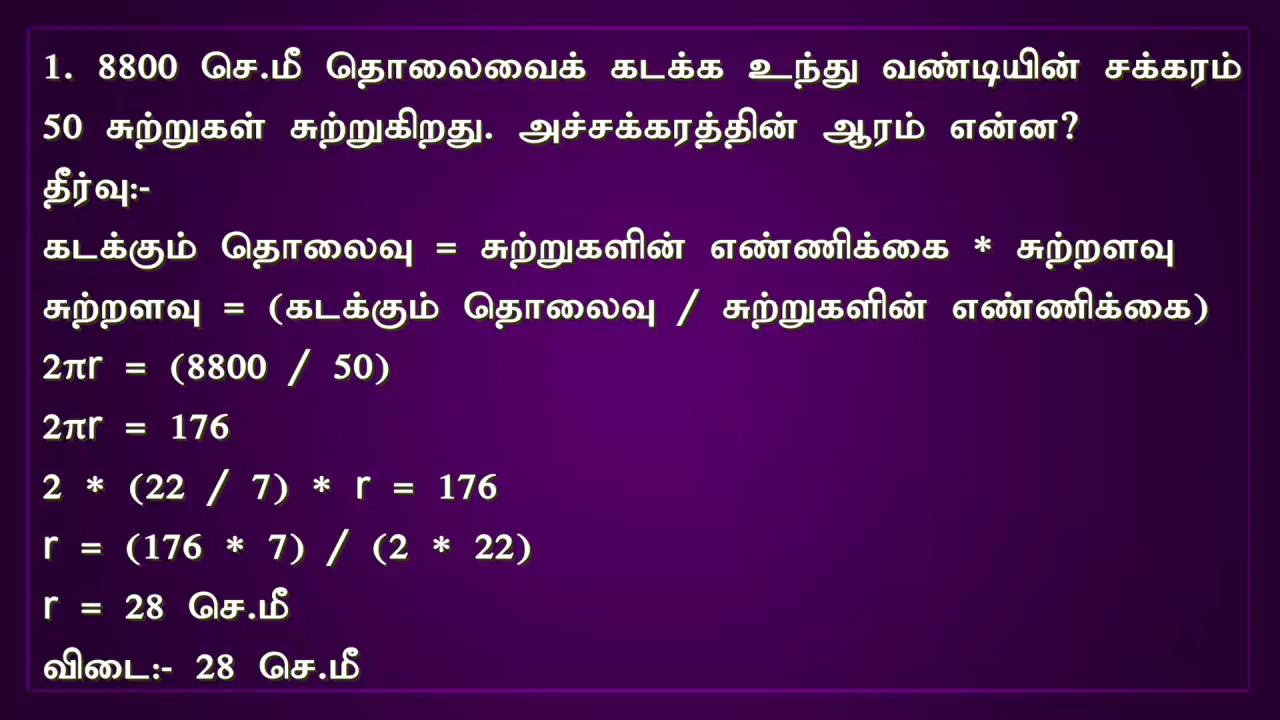 1. 8800 செ.மீ தொலைவைக் கடக்க உந்து வண்டியின் சக்கரம்
50 சுற்றுகள் சுற்றுகிறது. அச்சக்கரத்தின் ஆரம் என்ன?
தீர்வு:-
கடக்கும் தொலைவு = சுற்றுகளின் எண்ணிக்கை * சுற்றளவு
சுற்றளவு = (கடக்கும் தொலைவு / சுற்றுகளின் எண்ணிக்கை)
2πr = (8800 / 50)
2πr = 176
2 * (22 / 7) * r = 176
r = (176 * 7) / (2 * 22)
r = 28 செ.மீ
விடை:- 28 செ.மீ